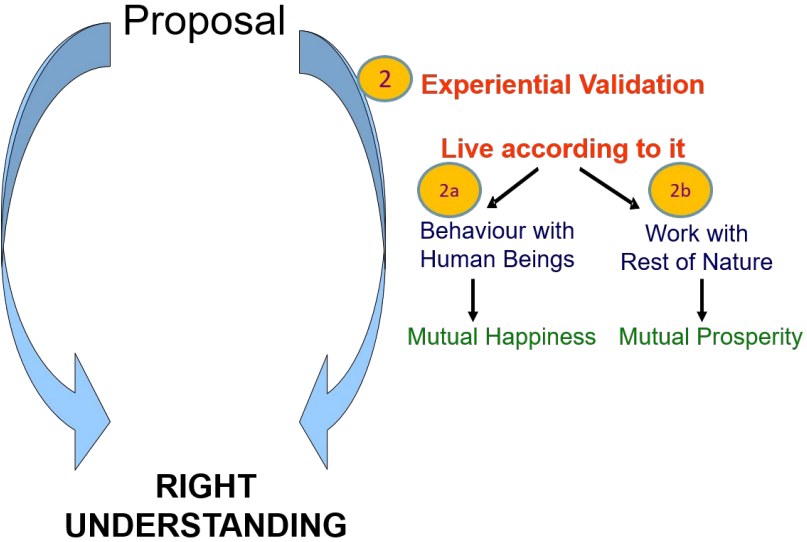 Proposal
2
Experiential Validation
Live according to it
2a
2b
Behaviour with
Human Beings
Work with
Rest of Nature
Mutual Happiness
Mutual Prosperity
RIGHT
UNDERSTANDING